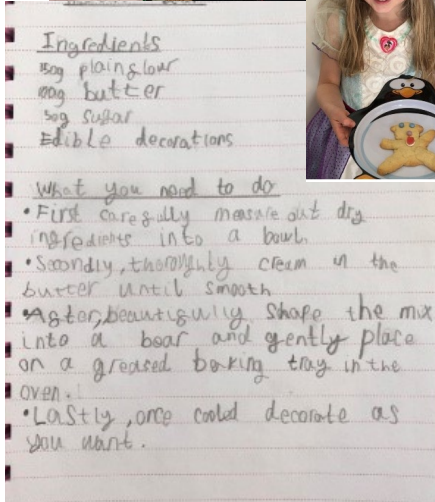 Ingredients
150g plain flour
100g butter
50g sugar
Edible decorations
What you need to do
• First carefully measure out dry
ingredients into a bowl.
• Secondly, thoroughly cream in the
butter until smooth
• After, beautifully shape the mix
into a bear and gently place
on a greased baking tray in the
oven.
• Lastly, once cooled decorate as
you want.